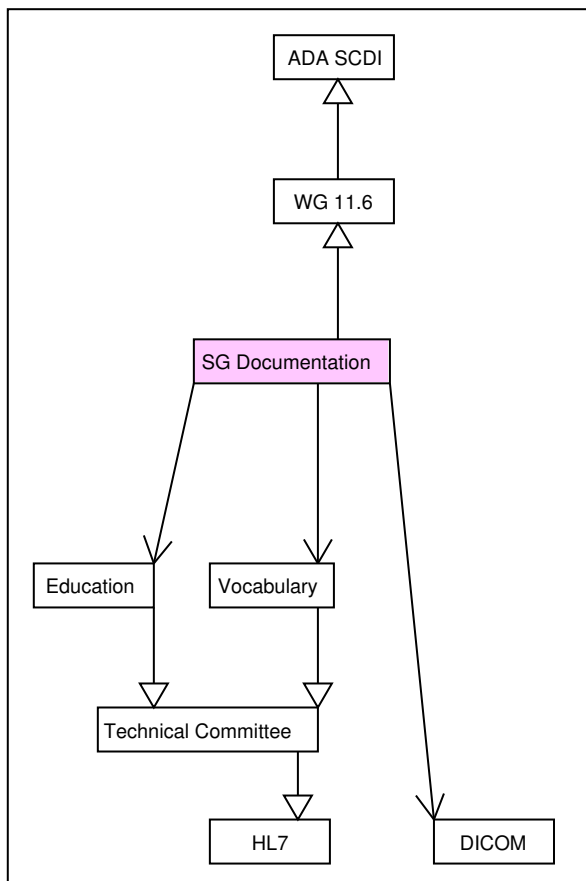 ADA SCDI
WG 11.6
SG Documentation
Education
Vocabulary
Technical Committee
HL7
DICOM